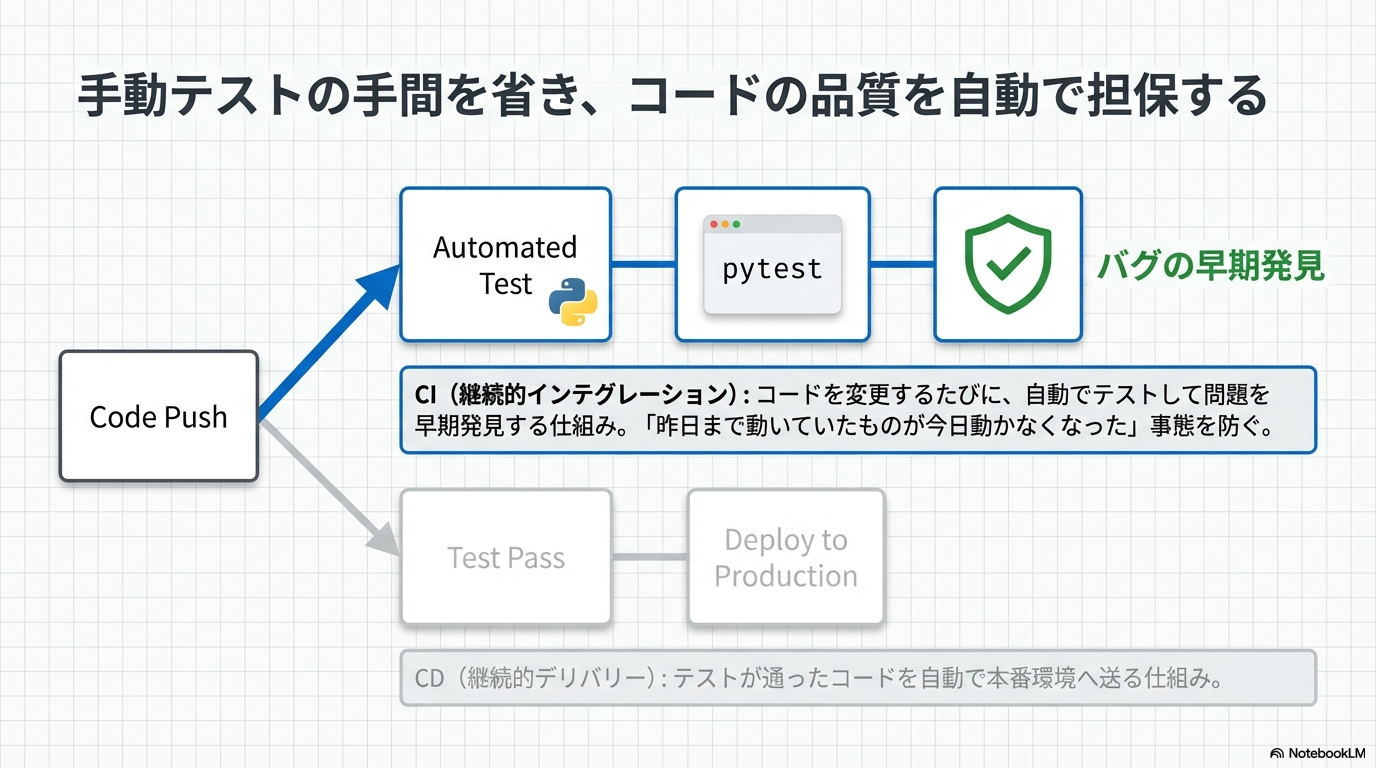 手動テストの手間を省き、コードの品質を自動で担保する
Automated
Test
pytest
バグの早期発見
Code Push
CI（継続的インテグレーション）: コードを変更するたびに、自動でテストして問題を
早期発見する仕組み。「昨日まで動いていたものが今日動かなくなった」事態を防ぐ。
Test Pass
Deploy to
Production
CD（継続的デリバリー）: テストが通ったコードを自動で本番環境へ送る仕組み。
NotebookLM